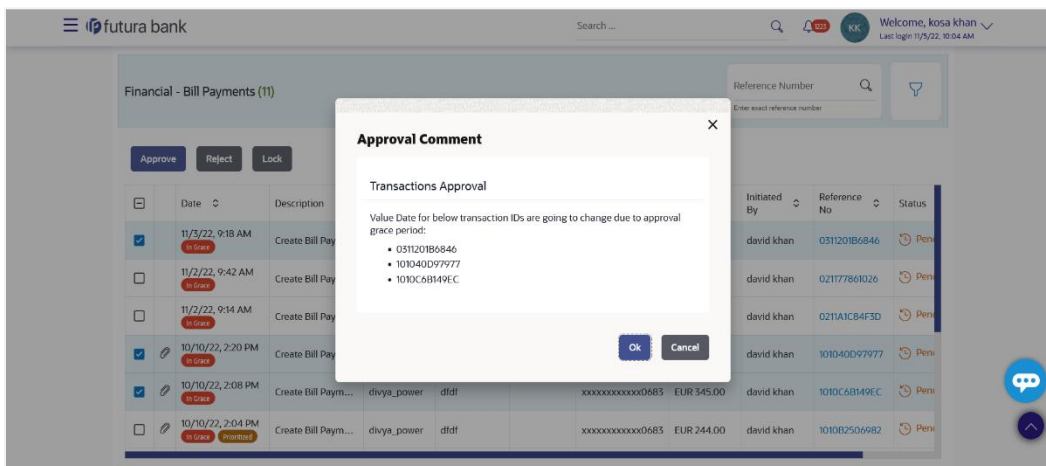 futura bank
Search ...
1223
KK
Welcome, kosa khan
Last login 11/5/22, 10:04 AM
Financial - Bill Payments (11)
Reference Number
Enter exact reference number
Approve
Reject
Lock
Approval Comment
Transactions Approval
Value Date for below transaction IDs are going to change due to approval
grace period:
• 0311201B6846
• 101040D97977
• 1010C6B149EC
Ok
Cancel
Date Description Initiated By Reference No Status
11/3/22, 9:18 AM Create Bill Pay david khan 0311201B6846 Pen
In Grace
11/2/22, 9:42 AM Create Bill Pay david khan 021177861026 Pen
In Grace
11/2/22, 9:14 AM Create Bill Pay david khan 0211A1C84F3D Pen
In Grace
10/10/22, 2:20 PM Create Bill Pay david khan 101040D97977 Pen
In Grace
10/10/22, 2:08 PM Create Bill Paym... divya_power dfdf xxxxxxxxxxxx0683 EUR 345.00 david khan 1010C6B149EC Pen
In Grace
10/10/22, 2:04 PM Create Bill Paym... divya_power dfdf xxxxxxxxxxxx0683 EUR 244.00 david khan 1010B2506982 Pen
In Grace Prioritized